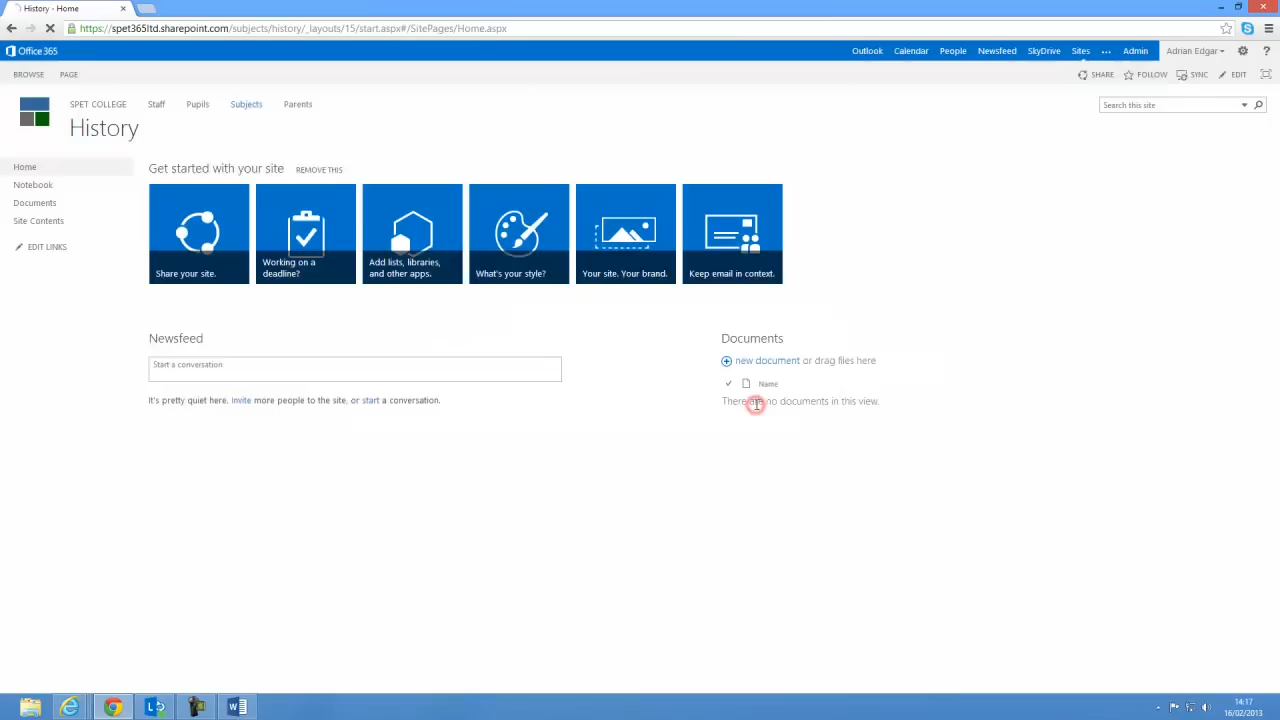 History - Home
https://spet365ltd.sharepoint.com/subjects/history/_layouts/15/start.aspx#/SitePages/Home.aspx
Office 365 Outlook Calendar People Newsfeed SkyDrive Sites ... Admin Adrian Edgar ?
BROWSE PAGE SHARE FOLLOW SYNC EDIT
SPET COLLEGE Staff Pupils Subjects Parents Search this site
History
Home
Notebook
Documents
Site Contents
EDIT LINKS
Get started with your site REMOVE THIS
Share your site.
Working on a
deadline?
Add lists, libraries,
and other apps.
What's your style?
Your site. Your brand.
Keep email in context.
Newsfeed
Start a conversation
It's pretty quiet here. Invite more people to the site, or start a conversation.
Documents
new document or drag files here
Name
There are no documents in this view.
14:17
16/02/2013